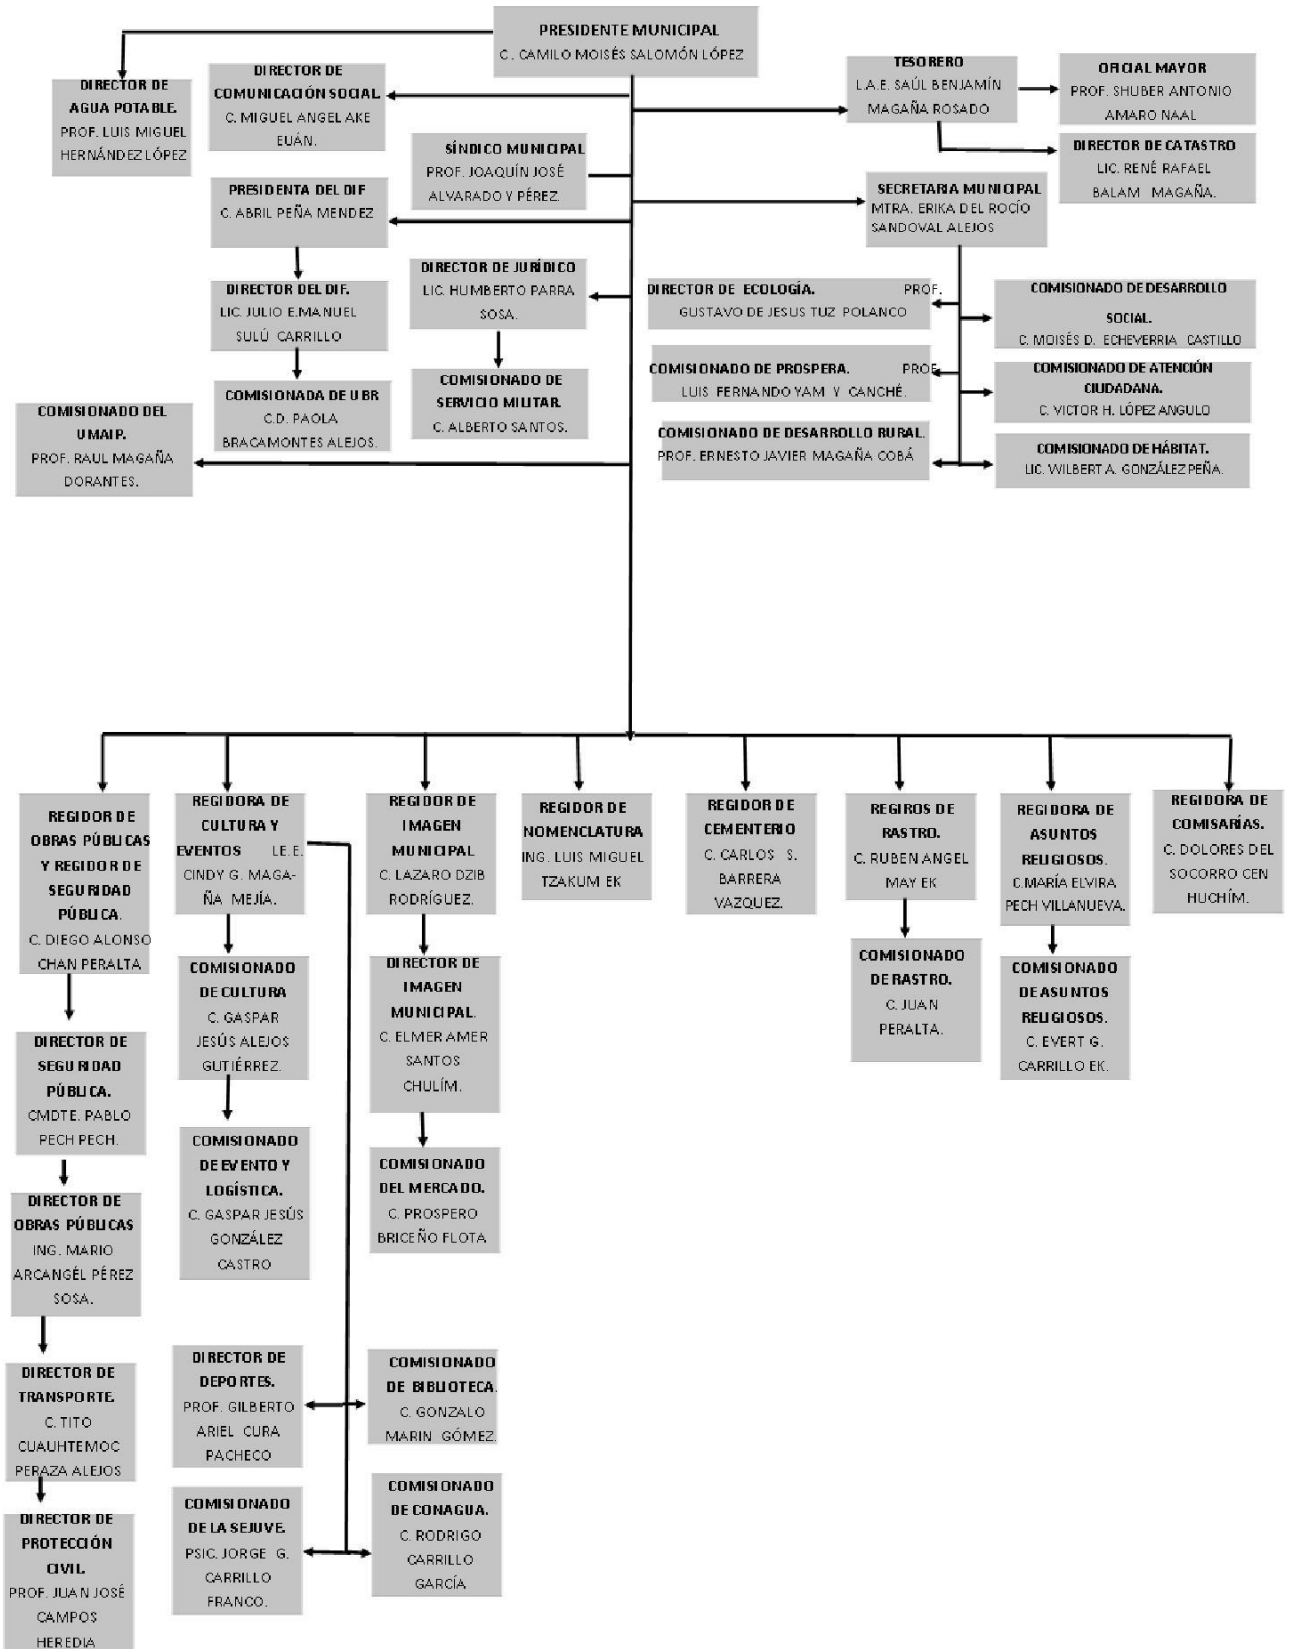 PRESIDENTE MUNICIPAL
C. CAMILO MOISÉS SALOMÓN LÓPEZ
DIRECTOR DE
AGUA POTABLE.
PROF. LUIS MIGUEL
HERNÁNDEZ LÓPEZ
DIRECTOR DE
COMUNICACIÓN SOCIAL.
C. MIGUEL ANGEL AKE
EUÁN.
TESORERO
L.A.E. SAÚL BENJAMÍN
MAGAÑA ROSADO
OFICIAL MAYOR
PROF. SHUBER ANTONIO
AMARO NAAL
DIRECTOR DE CATASTRO
LIC. RENÉ RAFAEL
BALAM MAGAÑA.
SÍNDICO MUNICIPAL
PROF. JOAQUÍN JOSÉ
ALVARADO Y PÉREZ.
PRESIDENTA DEL DIF
C. ABRIL PEÑA MENDEZ
SECRETARIA MUNICIPAL
MTRA. ERIKA DEL ROCÍO
SANDOVAL ALEJOS
DIRECTOR DEL DIF.
LIC. JULIO E.MANUEL
SULÚ CARRILLO
DIRECTOR DE JURÍDICO
LIC. HUMBERTO PARRA
SOSA.
DIRECTOR DE ECOLOGÍA. PROF.
GUSTAVO DE JESUS TUZ POLANCO
COMISIONADO DE DESARROLLO
SOCIAL.
C. MOISÉS D. ECHEVERRIA CASTILLO
COMISIONADO DE PROSPERA. PROF.
LUIS FERNANDO YAM Y CANCHÉ.
COMISIONADO DE ATENCIÓN
CIUDADANA.
C. VICTOR H. LÓPEZ ANGULO
COMISIONADA DE UBR
C.D. PAOLA
BRACAMONTES ALEJOS.
COMISIONADO DE
SERVICIO MILITAR.
C. ALBERTO SANTOS.
COMISIONADO DEL
UMAIP.
PROF. RAUL MAGAÑA
DORANTES.
COMISIONADO DE DESARROLLO RURAL.
PROF. ERNESTO JAVIER MAGAÑA COBÁ
COMISIONADO DE HÁBITAT.
LIC. WILBERT A. GONZÁLEZ PEÑA.
REGIDOR DE
OBRAS PÚBLICAS
Y REGIDOR DE
SEGURIDAD
PÚBLICA.
C. DIEGO ALONSO
CHAN PERALTA
REGIDORA DE
CULTURA Y
EVENTOS L.E.E.
CINDY G. MAGA-
ÑA MEJÍA.
REGIDOR DE
IMAGEN
MUNICIPAL
C. LAZARO DZIB
RODRÍGUEZ.
REGIDOR DE
NOMENCLATURA
ING. LUIS MIGUEL
TZAKUM EK
REGIDOR DE
CEMENTERIO
C. CARLOS S.
BARRERA
VAZQUEZ.
REGIROS DE
RASTRO.
C. RUBEN ANGEL
MAY EK
REGIDORA DE
ASUNTOS
RELIGIOSOS.
C.MARÍA ELVIRA
PECH VILLANUEVA.
REGIDORA DE
COMISARÍAS.
C. DOLORES DEL
SOCORRO CEN
HUCHÍM.
DIRECTOR DE
SEGURIDAD
PÚBLICA.
CMDTE. PABLO
PECH PECH.
COMISIONADO
DE CULTURA
C. GASPAR
JESÚS ALEJOS
GUTIÉRREZ.
DIRECTOR DE
IMAGEN
MUNICIPAL.
C. ELMER AMER
SANTOS
CHULÍM.
COMISIONADO
DE RASTRO.
C. JUAN
PERALTA.
COMISIONADO
DE ASUNTOS
RELIGIOSOS.
C. EVERT G.
CARRILLO EK.
DIRECTOR DE
OBRAS PÚBLICAS
ING. MARIO
ARCANGÉL PÉREZ
SOSA.
COMISIONADO
DE EVENTO Y
LOGÍSTICA.
C. GASPAR JESÚS
GONZÁLEZ
CASTRO
COMISIONADO
DEL MERCADO.
C. PROSPERO
BRICEÑO FLOTA
DIRECTOR DE
TRANSPORTE.
C. TITO
CUAUHTEMOC
PERAZA ALEJOS
DIRECTOR DE
DEPORTES.
PROF. GILBERTO
ARIEL CURA
PACHECO
COMISIONADO
DE BIBLIOTECA.
C. GONZALO
MARIN GÓMEZ.
DIRECTOR DE
PROTECCIÓN
CIVIL.
PROF. JUAN JOSÉ
CAMPOS
HEREDIA
COMISIONADO
DE LA SEJUVE.
PSIC. JORGE G.
CARRILLO
FRANCO.
COMISIONADO
DE CONAGUA.
C. RODRIGO
CARRILLO
GARCÍA